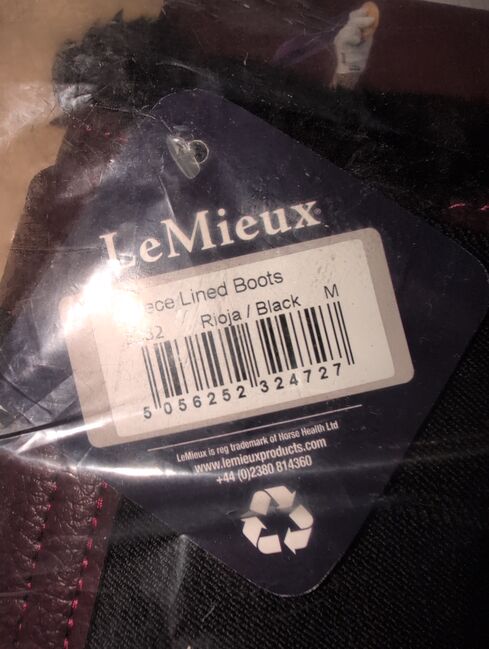 LeMieux
Lined Boots
Rioja / Black M
5 056252 324727
LeMieux is reg trademark of Horse Health Ltd
www.lemieuxproducts.com
+44 (0)2380 814360